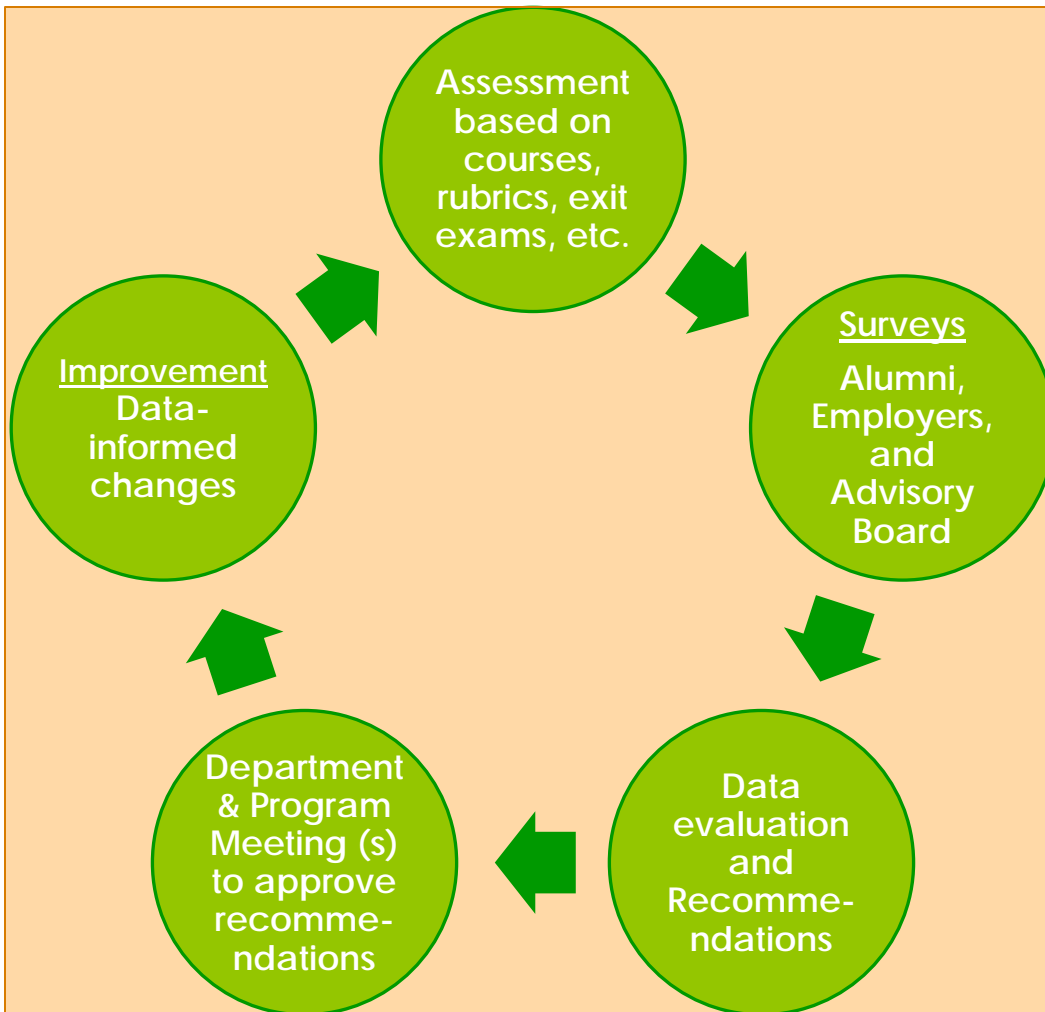 Assessment
based on
courses,
rubrics, exit
exams, etc.
Surveys
Alumni,
Employers,
and
Advisory
Board
Data
evaluation
and
Recomme-
ndations
Department
& Program
Meeting (s)
to approve
recomme-
ndations
Improvement
Data-
informed
changes